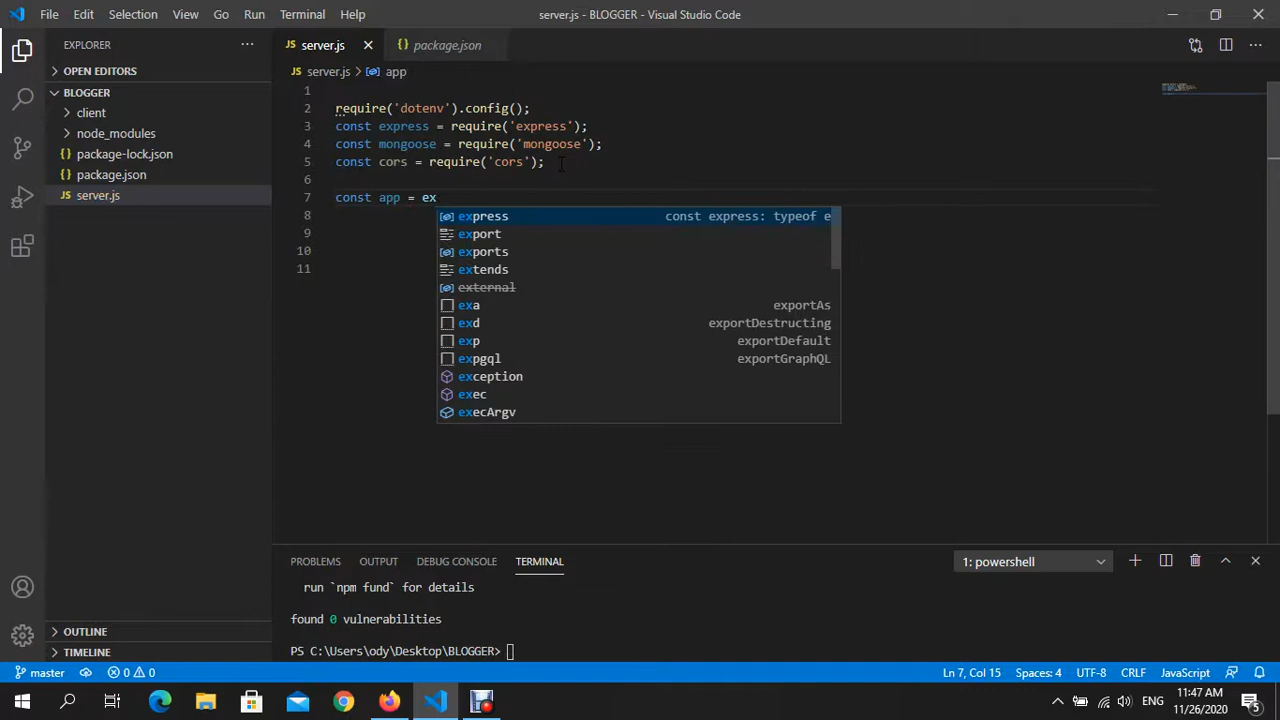 File Edit Selection View Go Run Terminal Help
server.js - BLOGGER - Visual Studio Code
EXPLORER
OPEN EDITORS
BLOGGER
client
node_modules
{} package-lock.json
{} package.json
JS server.js
OUTLINE
TIMELINE
JS server.js
{} package.json
JS server.js > app
1
2 require('dotenv').config();
3 const express = require('express');
4 const mongoose = require('mongoose');
5 const cors = require('cors');
6
7 const app = ex
8
9
10
11
express const express: typeof e
export
exports
extends
external
exa exportAs
exd exportDestructing
exp exportDefault
expgql exportGraphQL
exception
exec
execArgv
PROBLEMS OUTPUT DEBUG CONSOLE TERMINAL
1: powershell
run `npm fund` for details
found 0 vulnerabilities
PS C:\Users\ody\Desktop\BLOGGER>
master 0 0
Ln 7, Col 15 Spaces: 4 UTF-8 CRLF JavaScript
ENG
11:47 AM
11/26/2020
5